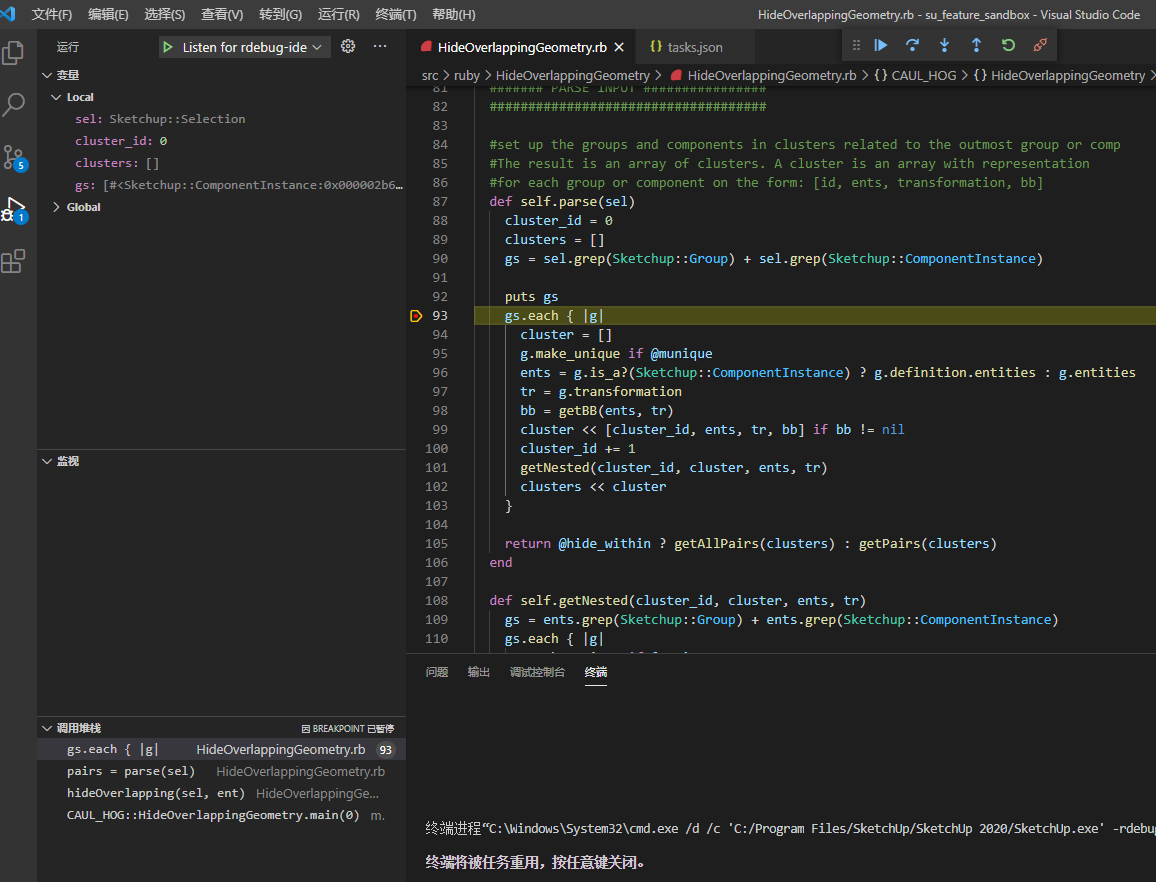 文件(F) 编辑(E) 选择(S) 查看(V) 转到(G) 运行(R) 终端(T) 帮助(H) HideOverlappingGeometry.rb - su_feature_sandbox - Visual Studio Code
运行 Listen for rdebug-ide ...
变量
Local
sel: Sketchup::Selection
cluster_id: 0
clusters: []
gs: [#<Sketchup::ComponentInstance:0x000002b6...
Global
5
1
监视
调用堆栈 因 BREAKPOINT 已暂停
gs.each { |g| HideOverlappingGeometry.rb 93
pairs = parse(sel) HideOverlappingGeometry.rb
hideOverlapping(sel, ent) HideOverlappingGe...
CAUL_HOG::HideOverlappingGeometry.main(0) m.
HideOverlappingGeometry.rb tasks.json
src > ruby > HideOverlappingGeometry > HideOverlappingGeometry.rb > {} CAUL_HOG > {} HideOverlappingGeometry >
81 ####### PARSE INPUT ################
82 ####################################
83
84 #set up the groups and components in clusters related to the outmost group or comp
85 #The result is an array of clusters. A cluster is an array with representation
86 #for each group or component on the form: [id, ents, transformation, bb]
87 def self.parse(sel)
88 cluster_id = 0
89 clusters = []
90 gs = sel.grep(Sketchup::Group) + sel.grep(Sketchup::ComponentInstance)
91
92 puts gs
93 gs.each { |g|
94 cluster = []
95 g.make_unique if @munique
96 ents = g.is_a?(Sketchup::ComponentInstance) ? g.definition.entities : g.entities
97 tr = g.transformation
98 bb = getBB(ents, tr)
99 cluster << [cluster_id, ents, tr, bb] if bb != nil
100 cluster_id += 1
101 getNested(cluster_id, cluster, ents, tr)
102 clusters << cluster
103 }
104
105 return @hide_within ? getAllPairs(clusters) : getPairs(clusters)
106 end
107
108 def self.getNested(cluster_id, cluster, ents, tr)
109 gs = ents.grep(Sketchup::Group) + ents.grep(Sketchup::ComponentInstance)
110 gs.each { |g|
问题 输出 调试控制台 终端
终端进程“C:\Windows\System32\cmd.exe /d /c 'C:/Program Files/SketchUp/SketchUp 2020/SketchUp.exe' -rdebu
终端将被任务重用，按任意键关闭。